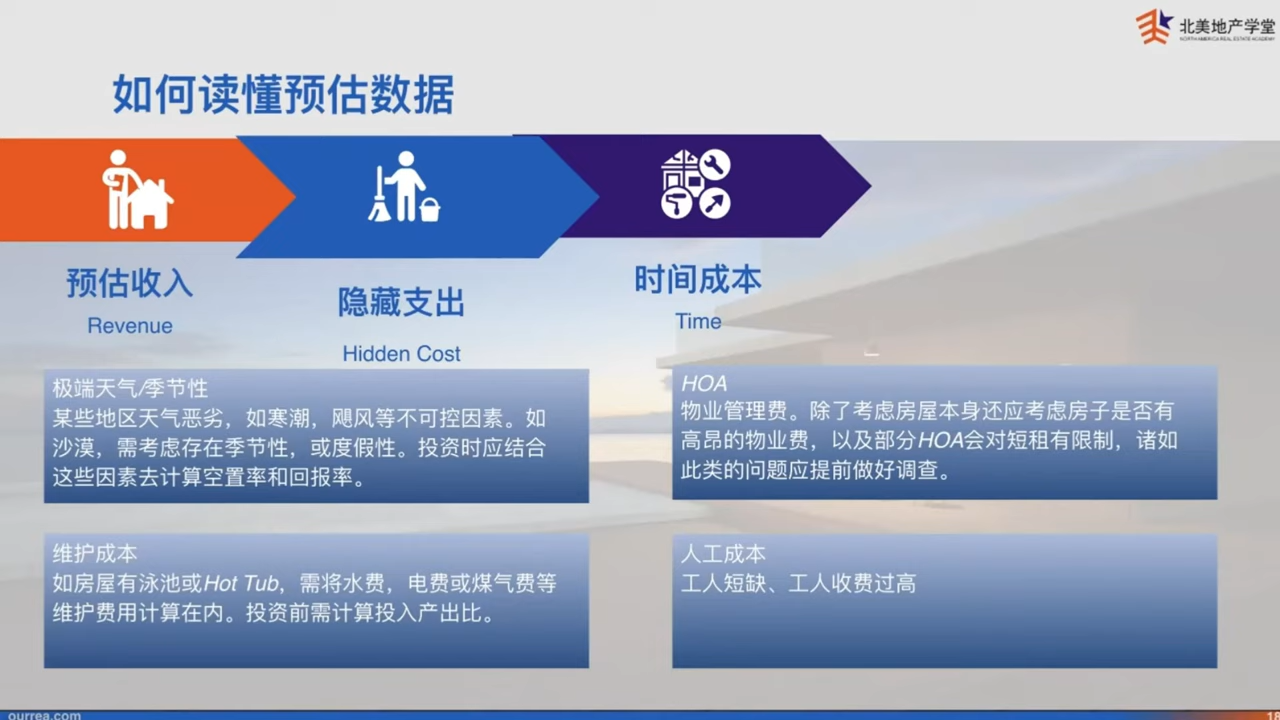 北美地产学堂
NORTH AMERICA REAL ESTATE ACADEMY
如何读懂预估数据
预估收入
Revenue
隐藏支出
Hidden Cost
时间成本
Time
极端天气/季节性
某些地区天气恶劣，如寒潮，飓风等不可控因素。如
沙漠，需考虑存在季节性，或度假性。投资时应结合
这些因素去计算空置率和回报率。
HOA
物业管理费。除了考虑房屋本身还应考虑房子是否有
高昂的物业费，以及部分HOA会对短租有限制，诸如
此类的问题应提前做好调查。
维护成本
如房屋有泳池或Hot Tub，需将水费，电费或煤气费等
维护费用计算在内。投资前需计算投入产出比。
人工成本
工人短缺、工人收费过高
ourrea.com